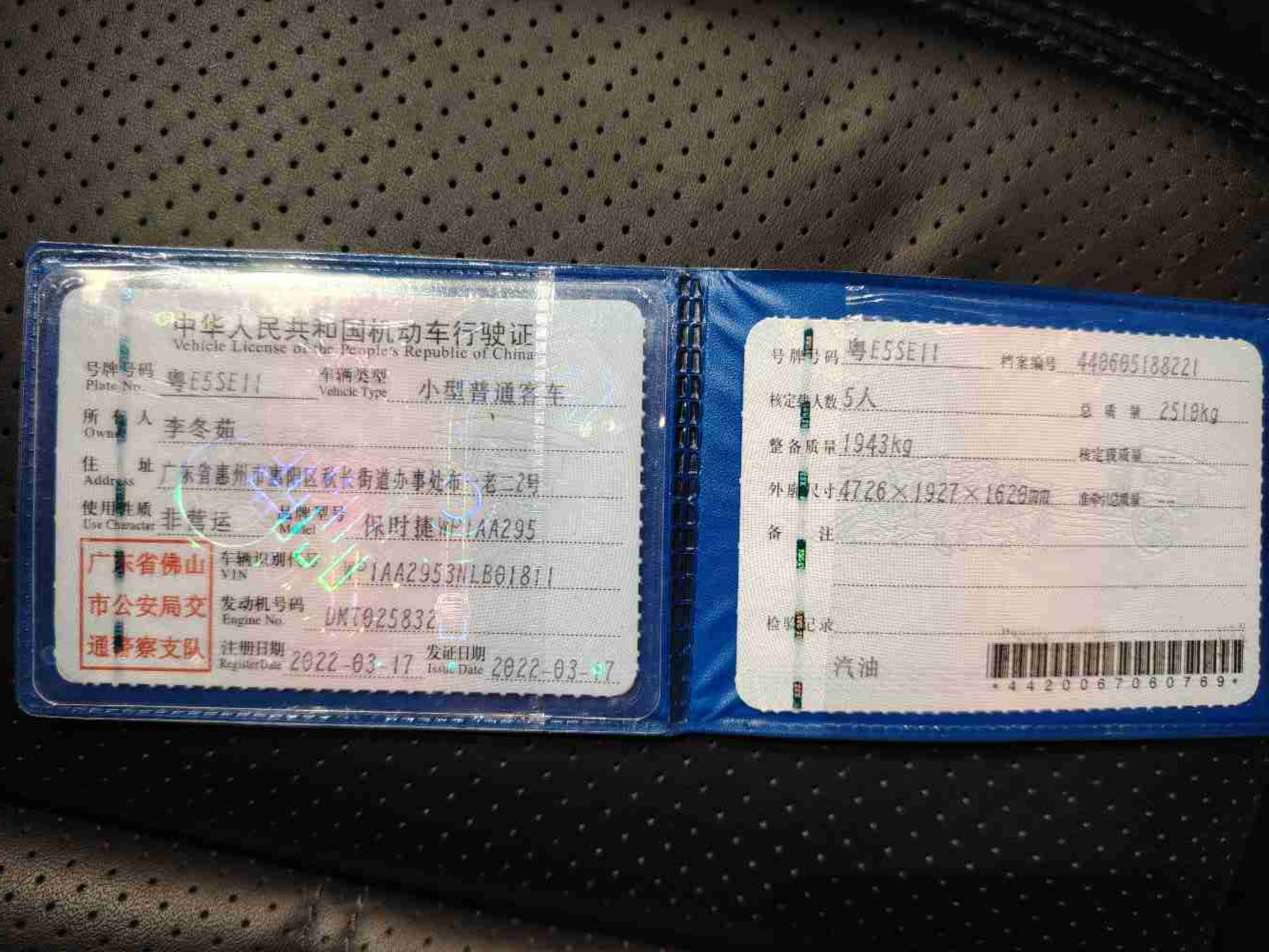 中华人民共和国机动车行驶证
Vehicle License of the People's Republic of China
号牌号码 粤E5SE11 车辆类型 小型普通客车
Plate No. Vehicle Type
所有人 李冬茹
Owner
住址 广东省惠州市惠阳区秋长街道办事处布 老二2号
Address
使用性质 非营运 品牌型号 保时捷WP1AA295
Use Character Model
车辆识别代号 WP1AA2953NLB01811
VIN
发动机号码 DMT025832
Engine No.
注册日期 2022-03-17 发证日期 2022-03-17
Register Date Issue Date
广东省佛山
市公安局交
通警察支队
号牌号码 粤E5SE11 档案编号 440605188221
核定载人数 5人 总质量 2510kg
整备质量 1943kg 核定载质量 --
外廓尺寸 4726×1927×1620mm 准牵引总质量 --
备注
检验记录
汽油
*4420067060769*